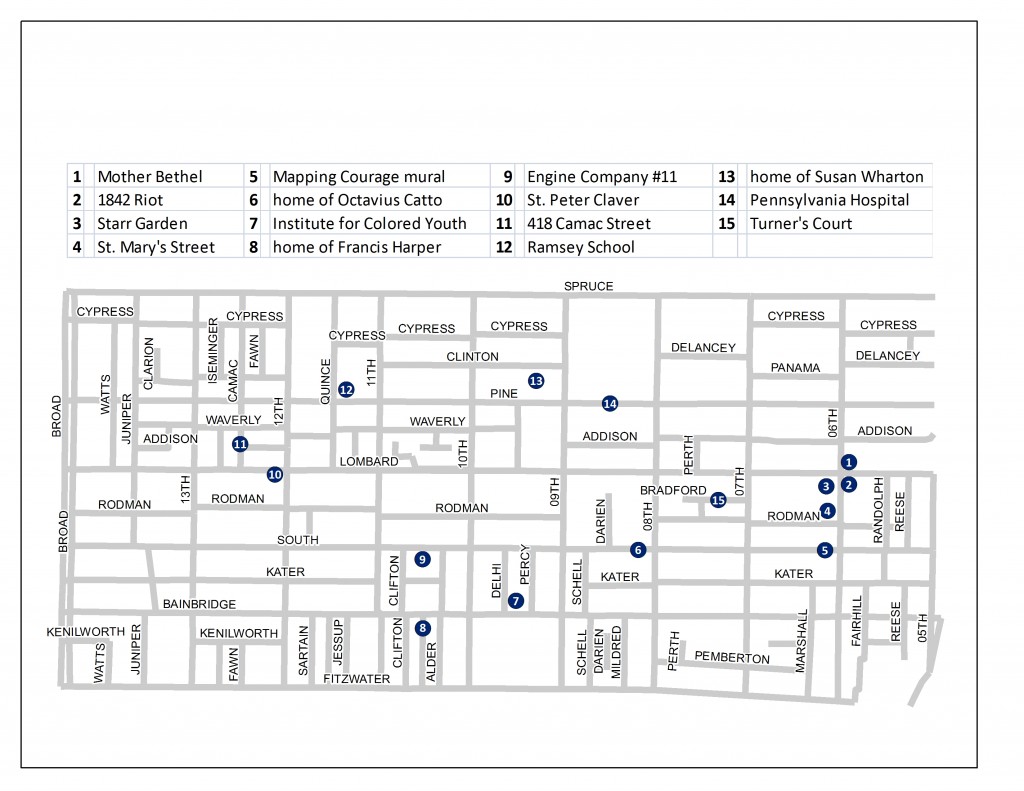 1 Mother Bethel 5 Mapping Courage mural 9 Engine Company #11 13 home of Susan Wharton
2 1842 Riot 6 home of Octavius Catto 10 St. Peter Claver 14 Pennsylvania Hospital
3 Starr Garden 7 Institute for Colored Youth 11 418 Camac Street 15 Turner's Court
4 St. Mary's Street 8 home of Francis Harper 12 Ramsey School
SPRUCE
CYPRESS
CYPRESS
CYPRESS
CYPRESS
CYPRESS
CYPRESS
CYPRESS
CLARION
ISEMINGER
FAWN
CLINTON
DELANCEY
DELANCEY
PANAMA
WATTS
JUNIPER
CAMAC
QUINCE
11TH
12
13
PINE
14
BROAD
12TH
WAVERLY
WAVERLY
06TH
ADDISON
11
ADDISON
ADDISON
10TH
LOMBARD
PERTH
1
10
13TH
09TH
07TH
2
3
BRADFORD
15
RODMAN
RODMAN
RODMAN
4
RODMAN
RANDOLPH
REESE
BROAD
DARIEN
08TH
SOUTH
6
5
9
KATER
CLIFTON
DELHI
PERCY
SCHELL
KATER
KATER
BAINBRIDGE
7
KENILWORTH
KENILWORTH
8
WATTS
JUNIPER
FAWN
SARTAIN
JESSUP
CLIFTON
ALDER
FITZWATER
SCHELL
DARIEN
MILDRED
PERTH
PEMBERTON
MARSHALL
FAIRHILL
REESE
05TH